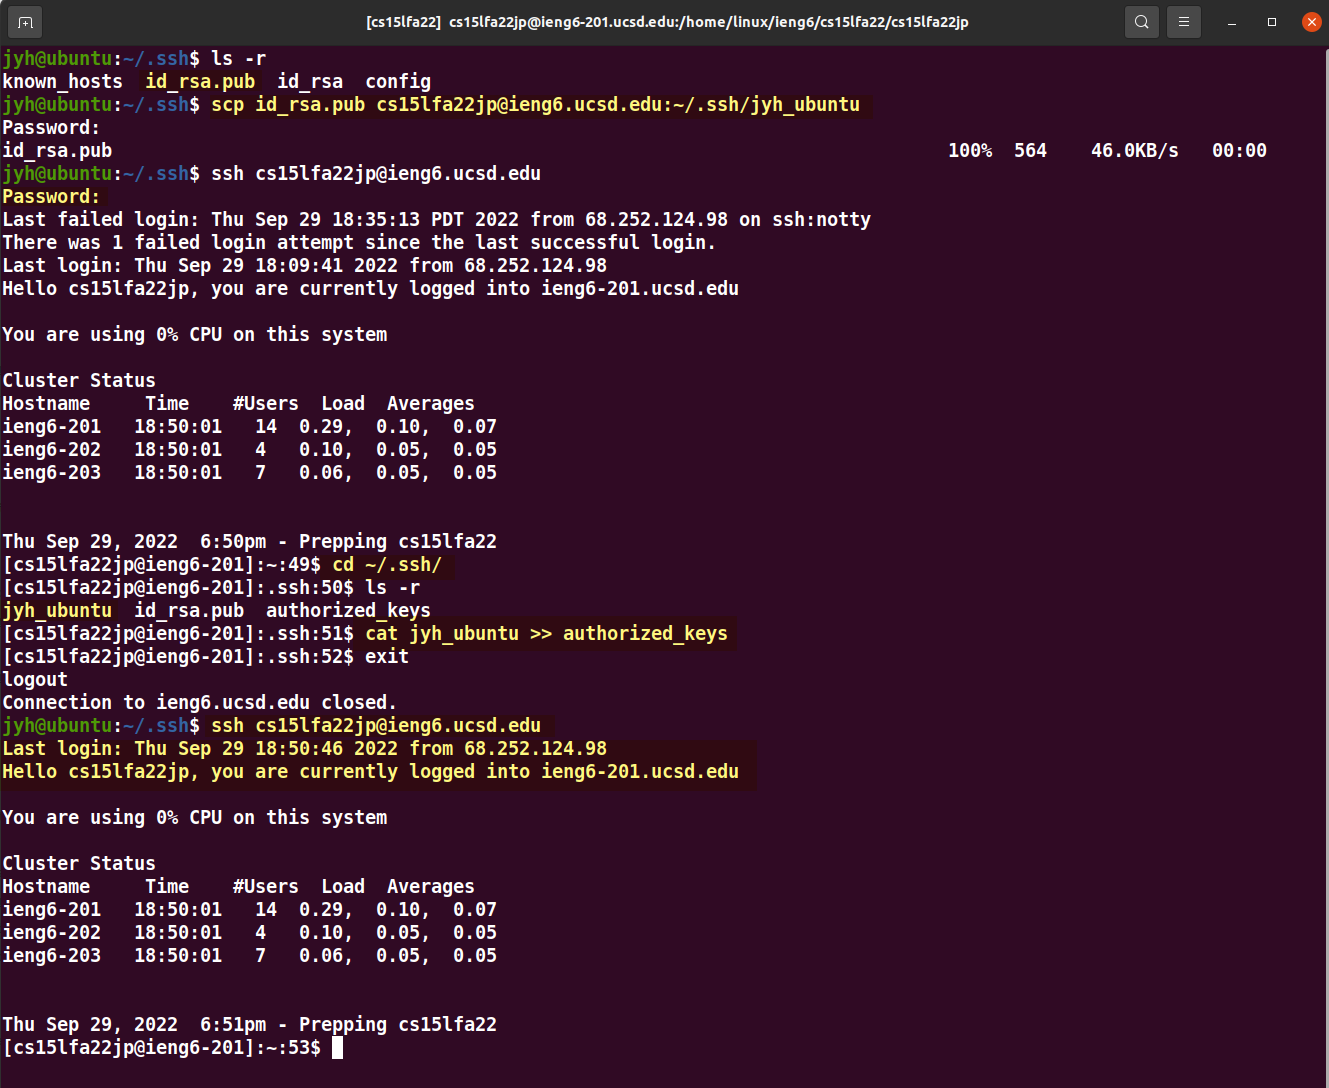 [cs15lfa22] cs15lfa22jp@ieng6-201.ucsd.edu:/home/linux/ieng6/cs15lfa22/cs15lfa22jp
jyh@ubuntu:~/.ssh$ ls -r
known_hosts  id_rsa.pub  id_rsa  config
jyh@ubuntu:~/.ssh$ scp id_rsa.pub cs15lfa22jp@ieng6.ucsd.edu:~/.ssh/jyh_ubuntu
Password:
id_rsa.pub                                                                            100%  564    46.0KB/s   00:00
jyh@ubuntu:~/.ssh$ ssh cs15lfa22jp@ieng6.ucsd.edu
Password:
Last failed login: Thu Sep 29 18:35:13 PDT 2022 from 68.252.124.98 on ssh:notty
There was 1 failed login attempt since the last successful login.
Last login: Thu Sep 29 18:09:41 2022 from 68.252.124.98
Hello cs15lfa22jp, you are currently logged into ieng6-201.ucsd.edu
You are using 0% CPU on this system
Cluster Status
Hostname     Time    #Users  Load  Averages
ieng6-201   18:50:01   14  0.29,  0.10,  0.07
ieng6-202   18:50:01   4   0.10,  0.05,  0.05
ieng6-203   18:50:01   7   0.06,  0.05,  0.05
Thu Sep 29, 2022  6:50pm - Prepping cs15lfa22
[cs15lfa22jp@ieng6-201]:~:49$ cd ~/.ssh/
[cs15lfa22jp@ieng6-201]:.ssh:50$ ls -r
jyh_ubuntu  id_rsa.pub  authorized_keys
[cs15lfa22jp@ieng6-201]:.ssh:51$ cat jyh_ubuntu >> authorized_keys
[cs15lfa22jp@ieng6-201]:.ssh:52$ exit
logout
Connection to ieng6.ucsd.edu closed.
jyh@ubuntu:~/.ssh$ ssh cs15lfa22jp@ieng6.ucsd.edu
Last login: Thu Sep 29 18:50:46 2022 from 68.252.124.98
Hello cs15lfa22jp, you are currently logged into ieng6-201.ucsd.edu
You are using 0% CPU on this system
Cluster Status
Hostname     Time    #Users  Load  Averages
ieng6-201   18:50:01   14  0.29,  0.10,  0.07
ieng6-202   18:50:01   4   0.10,  0.05,  0.05
ieng6-203   18:50:01   7   0.06,  0.05,  0.05
Thu Sep 29, 2022  6:51pm - Prepping cs15lfa22
[cs15lfa22jp@ieng6-201]:~:53$